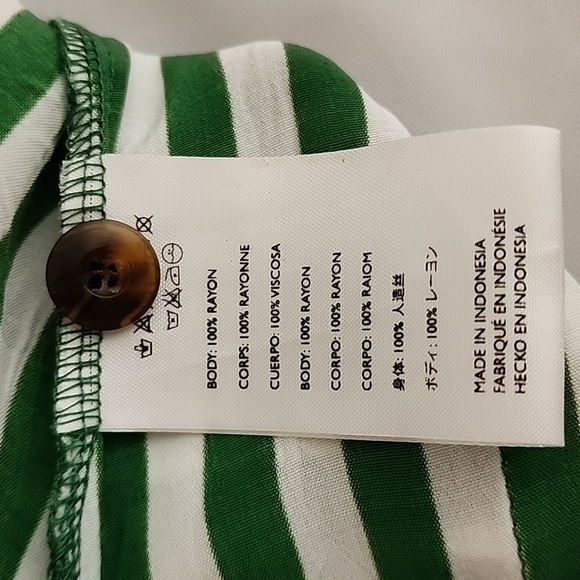 BODY: 100% RAYON
CORPS: 100% RAYONNE
CUERPO: 100% VISCOSA
BODY: 100% RAYON
CORPO: 100% RAYON
CORPO: 100% RAIOM
身体: 100% 人造丝
ボディ: 100% レーヨン
MADE IN INDONESIA
FABRIQUÉ EN INDONÉSIE
HECKO EN INDONESIA